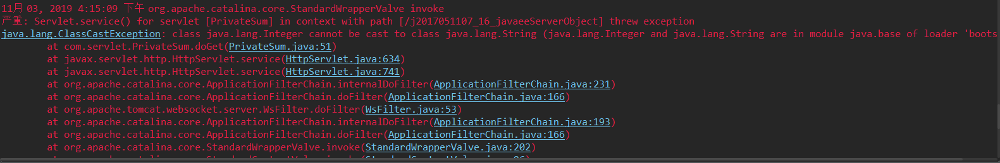 11月 03, 2019 4:15:09 下午 org.apache.catalina.core.StandardWrapperValve invoke
严重: Servlet.service() for servlet [PrivateSum] in context with path [/j2017051107_16_javaeeServerObject] threw exception
java.lang.ClassCastException: class java.lang.Integer cannot be cast to class java.lang.String (java.lang.Integer and java.lang.String are in module java.base of loader 'boots
at com.servlet.PrivateSum.doGet(PrivateSum.java:51)
at javax.servlet.http.HttpServlet.service(HttpServlet.java:634)
at javax.servlet.http.HttpServlet.service(HttpServlet.java:741)
at org.apache.catalina.core.ApplicationFilterChain.internalDoFilter(ApplicationFilterChain.java:231)
at org.apache.catalina.core.ApplicationFilterChain.doFilter(ApplicationFilterChain.java:166)
at org.apache.tomcat.websocket.server.WsFilter.doFilter(WsFilter.java:53)
at org.apache.catalina.core.ApplicationFilterChain.internalDoFilter(ApplicationFilterChain.java:193)
at org.apache.catalina.core.ApplicationFilterChain.doFilter(ApplicationFilterChain.java:166)
at org.apache.catalina.core.StandardWrapperValve.invoke(StandardWrapperValve.java:202)